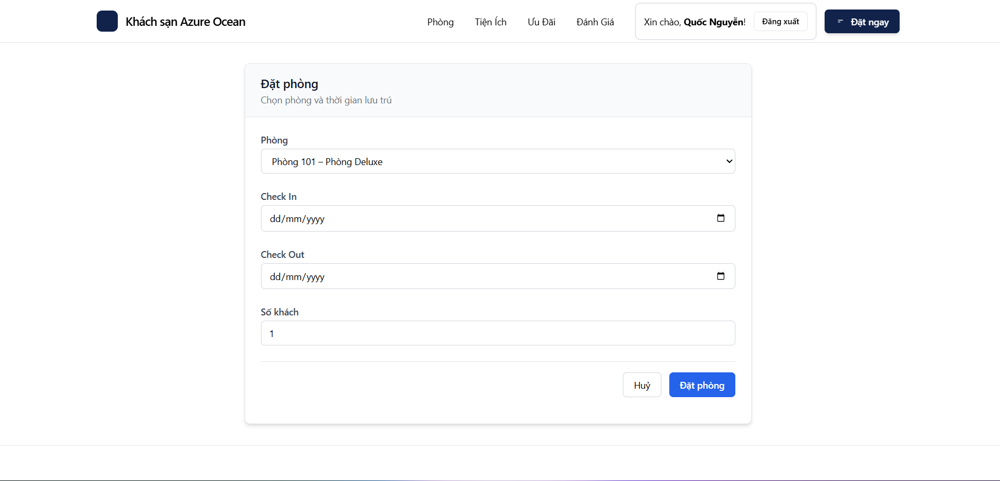 Khách sạn Azure Ocean
Phòng
Tiện Ích
Ưu Đãi
Đánh Giá
Xin chào, Quốc Nguyễn!
Đăng xuất
Đặt ngay
Đặt phòng
Chọn phòng và thời gian lưu trú
Phòng
Phòng 101 – Phòng Deluxe
Check In
dd/mm/yyyy
Check Out
dd/mm/yyyy
Số khách
1
Huỷ
Đặt phòng